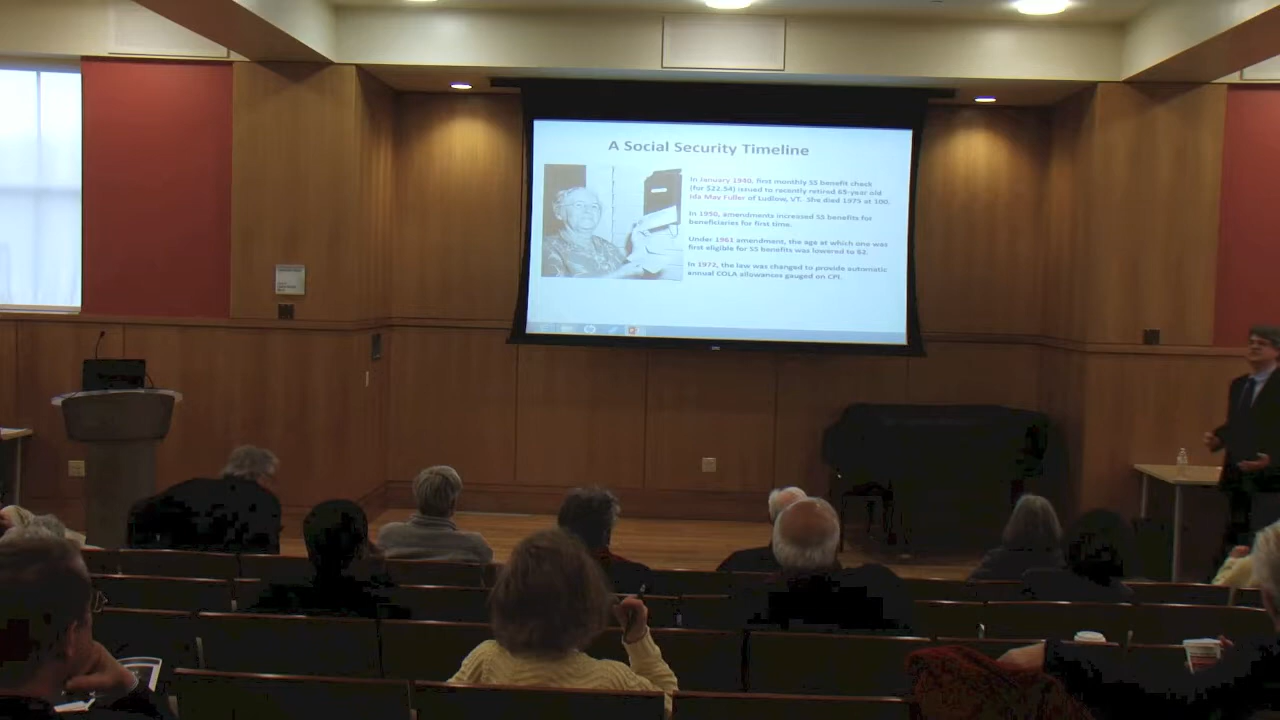 A Social Security Timeline
In January 1940, first monthly SS benefit check
(for $22.54) issued to recently retired 65-year old
Ida May Fuller of Ludlow, VT. She died 1975 at 100.
In 1950, amendments increased SS benefits for
beneficiaries for first time.
Under 1961 amendment, the age at which one was
first eligible for SS benefits was lowered to 62.
In 1972, the law was changed to provide automatic
annual COLA allowances gauged on CPI.